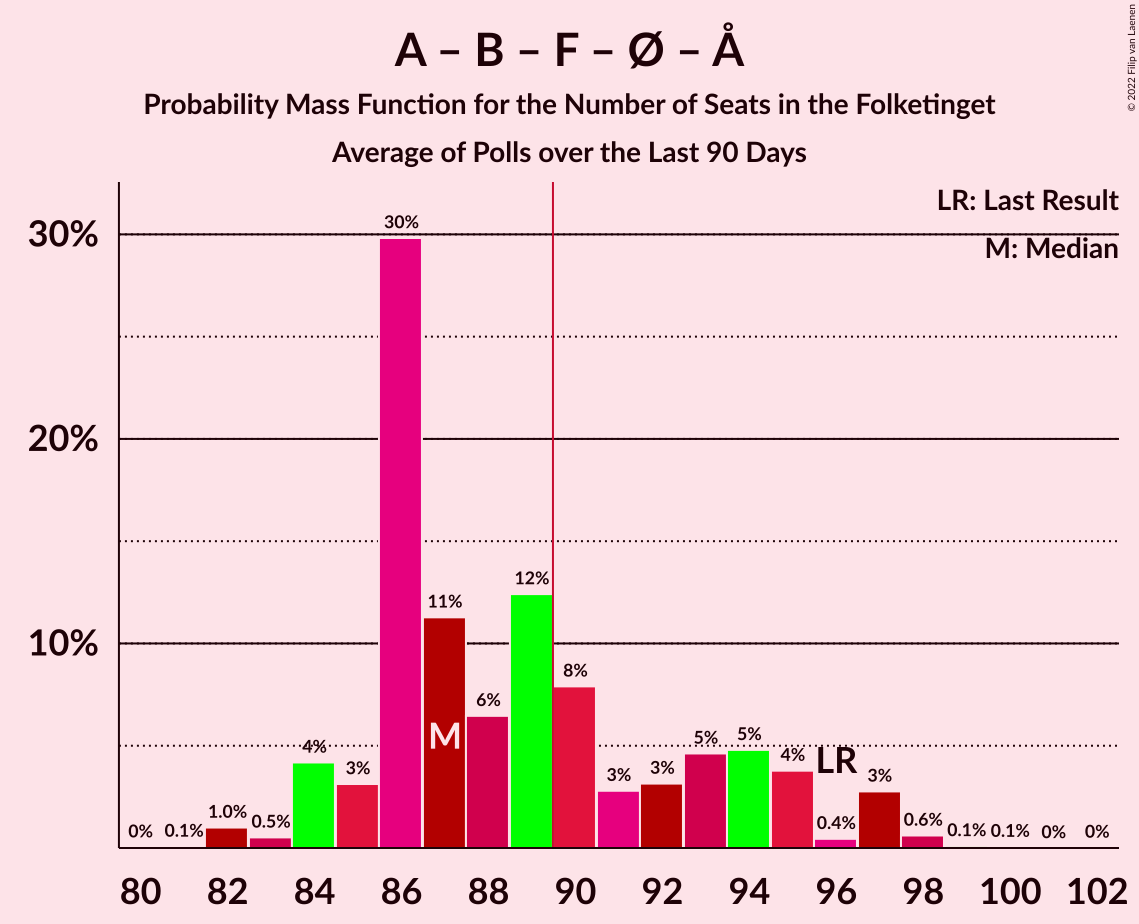 A – B – F – Ø – Å
Probability Mass Function for the Number of Seats in the Folketinget
Average of Polls over the Last 90 Days
© 2022 Filip van Laenen
LR: Last Result
M: Median
30%
20%
10%
0%
0.1%
1.0%
0.5%
4%
3%
30%
11%
6%
12%
8%
3%
3%
5%
5%
4%
0.4%
3%
0.6%
0.1%
0.1%
0%
0%
M
LR
80 82 84 86 88 90 92 94 96 98 100 102